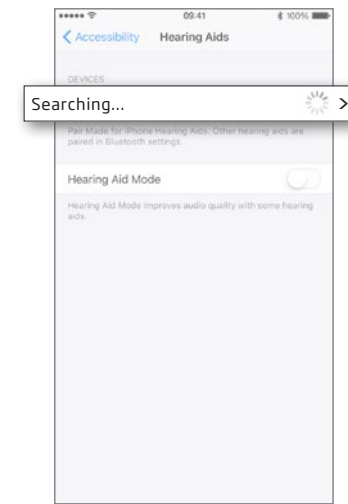 09:41
100%
Accessibility
Hearing Aids
DEVICES
Searching...
Pair Made for iPhone Hearing Aids. Other hearing aids are
paired in Bluetooth settings.
Hearing Aid Mode
Hearing Aid Mode improves audio quality with some hearing
aids.